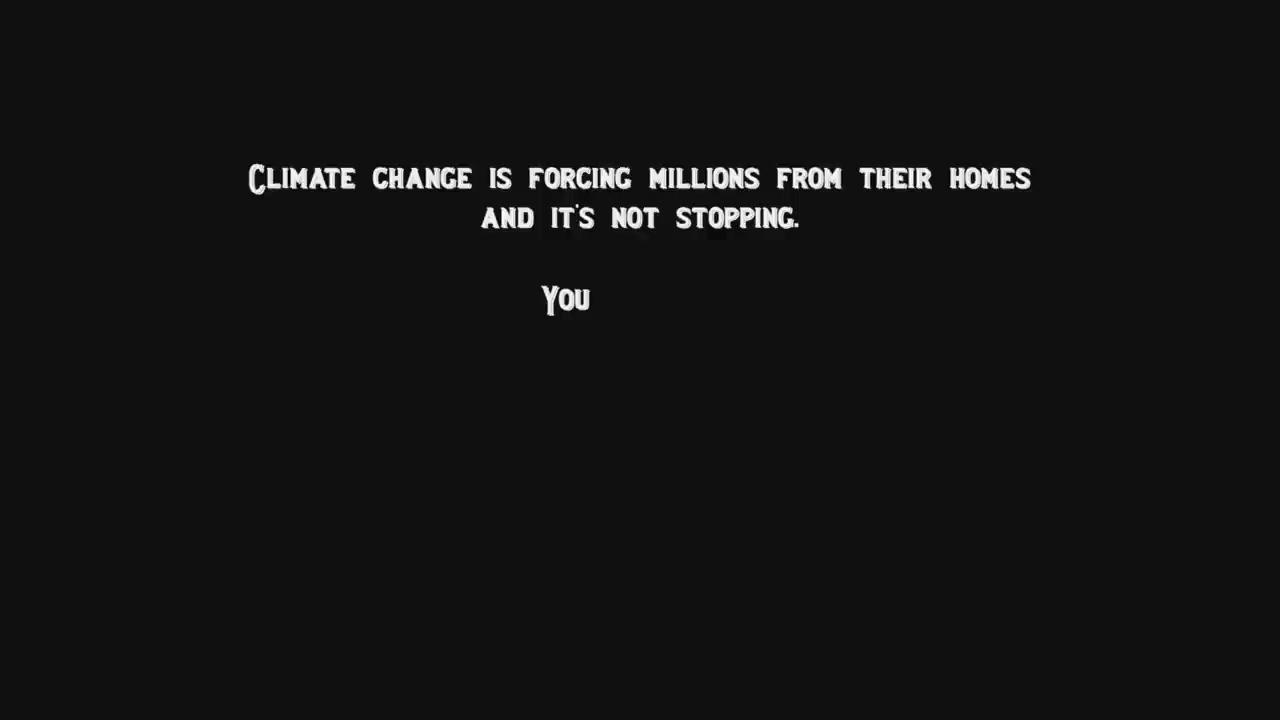 Climate change is forcing millions from their homes
and it's not stopping.
You